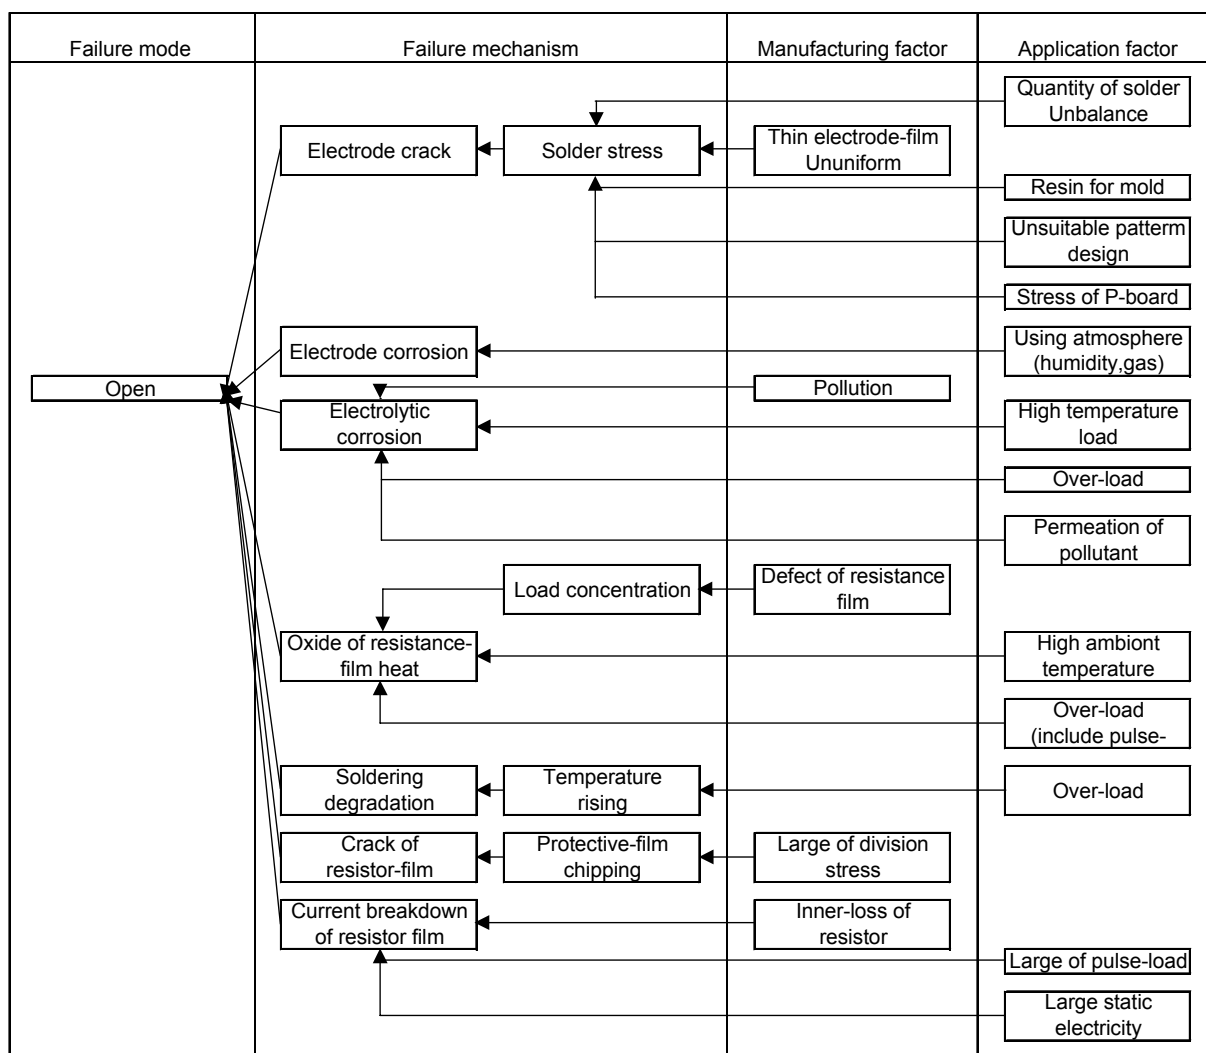 Failure mode
Failure mechanism
Manufacturing factor
Application factor
Quantity of solder
Unbalance
Electrode crack
Solder stress
Thin electrode-film
Ununiform
Resin for mold
Unsuitable patterm
design
Stress of P-board
Electrode corrosion
Using atmosphere
(humidity,gas)
Open
Pollution
Electrolytic
corrosion
High temperature
load
Over-load
Permeation of
pollutant
Load concentration
Defect of resistance
film
Oxide of resistance-
film heat
High ambiont
temperature
Over-load
(include pulse-
Soldering
degradation
Temperature
rising
Over-load
Crack of
resistor-film
Protective-film
chipping
Large of division
stress
Current breakdown
of resistor film
Inner-loss of
resistor
Large of pulse-load
Large static
electricity